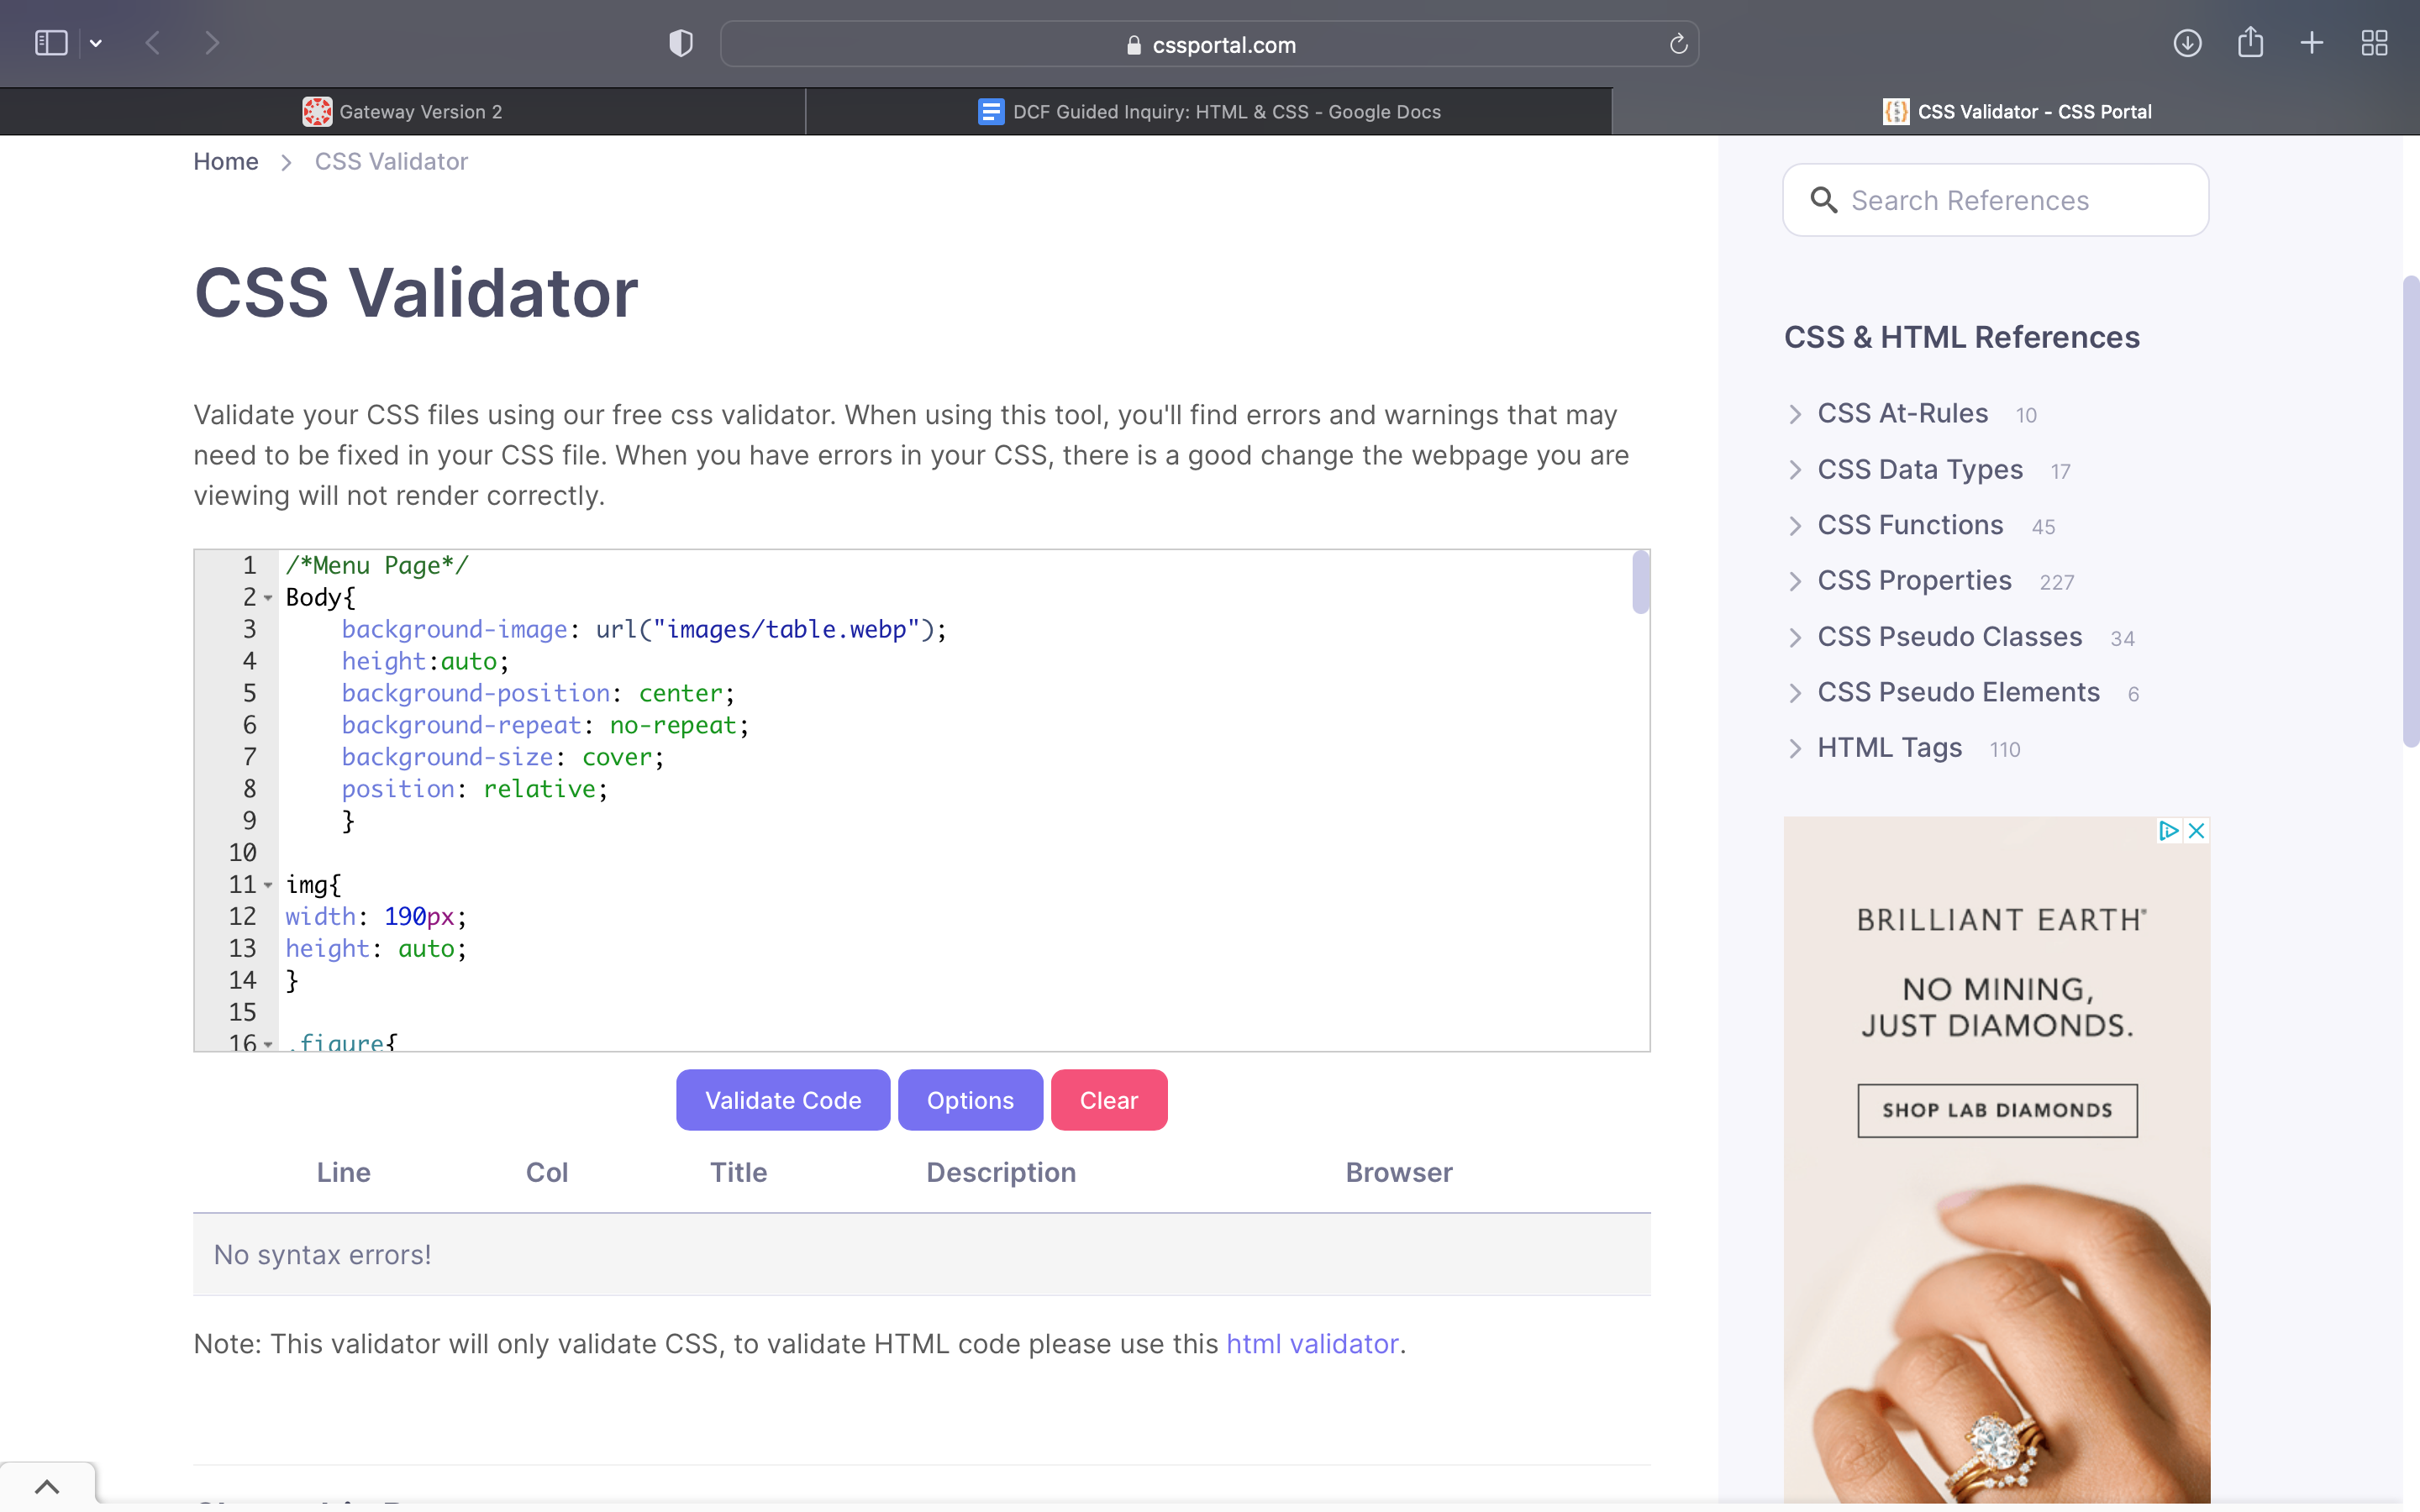 cssportal.com
Gateway Version 2
DCF Guided Inquiry: HTML & CSS - Google Docs
CSS Validator - CSS Portal
Home > CSS Validator
CSS Validator
Validate your CSS files using our free css validator. When using this tool, you'll find errors and warnings that may
need to be fixed in your CSS file. When you have errors in your CSS, there is a good change the webpage you are
viewing will not render correctly.
1 /*Menu Page*/
2 Body{
3 background-image: url("images/table.webp");
4 height:auto;
5 background-position: center;
6 background-repeat: no-repeat;
7 background-size: cover;
8 position: relative;
9 }
10
11 img{
12 width: 190px;
13 height: auto;
14 }
15
16 .figure{
Validate Code Options Clear
Line Col Title Description Browser
No syntax errors!
Note: This validator will only validate CSS, to validate HTML code please use this html validator.
Search References
CSS & HTML References
CSS At-Rules 10
CSS Data Types 17
CSS Functions 45
CSS Properties 227
CSS Pseudo Classes 34
CSS Pseudo Elements 6
HTML Tags 110
BRILLIANT EARTH®
NO MINING,
JUST DIAMONDS.
SHOP LAB DIAMONDS